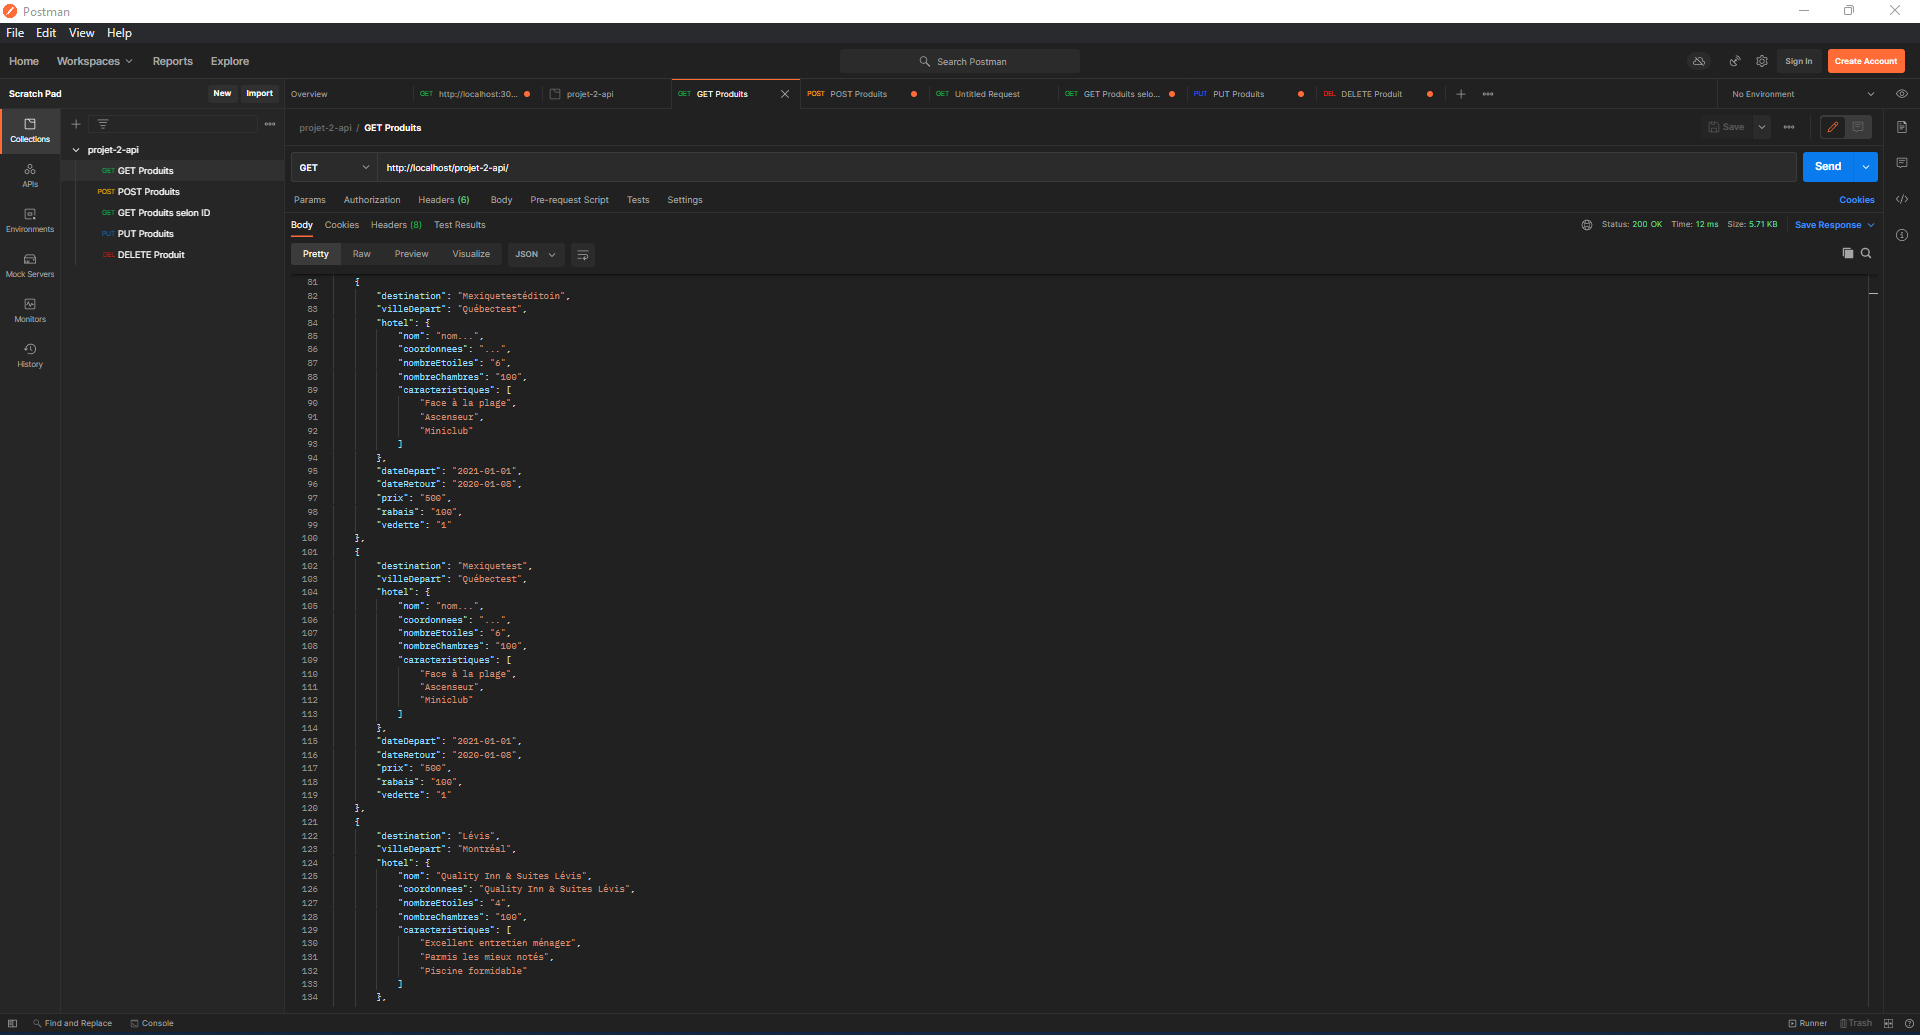 Postman
File Edit View Help
Home Workspaces Reports Explore Search Postman Sign In Create Account
Scratch Pad New Import Overview GET http://localhost:30... projet-2-api GET GET Produits POST POST Produits GET Untitled Request GET GET Produits selo... PUT PUT Produits DEL DELETE Produit No Environment
Collections
APIs
Environments
Mock Servers
Monitors
History
projet-2-api
GET GET Produits
POST POST Produits
GET GET Produits selon ID
PUT PUT Produits
DEL DELETE Produit
projet-2-api / GET Produits Save
GET http://localhost/projet-2-api/ Send
Params Authorization Headers (6) Body Pre-request Script Tests Settings Cookies
Body Cookies Headers (8) Test Results Status: 200 OK Time: 12 ms Size: 5.71 KB Save Response
Pretty Raw Preview Visualize JSON
81 {
82 "destination": "Mexiquetestéditoin",
83 "villeDepart": "Québectest",
84 "hotel": {
85 "nom": "nom...",
86 "coordonnees": "...",
87 "nombreEtoiles": "6",
88 "nombreChambres": "100",
89 "caracteristiques": [
90 "Face à la plage",
91 "Ascenseur",
92 "Miniclub"
93 ]
94 },
95 "dateDepart": "2021-01-01",
96 "dateRetour": "2020-01-08",
97 "prix": "500",
98 "rabais": "100",
99 "vedette": "1"
100 },
101 {
102 "destination": "Mexiquetest",
103 "villeDepart": "Québectest",
104 "hotel": {
105 "nom": "nom...",
106 "coordonnees": "...",
107 "nombreEtoiles": "6",
108 "nombreChambres": "100",
109 "caracteristiques": [
110 "Face à la plage",
111 "Ascenseur",
112 "Miniclub"
113 ]
114 },
115 "dateDepart": "2021-01-01",
116 "dateRetour": "2020-01-08",
117 "prix": "500",
118 "rabais": "100",
119 "vedette": "1"
120 },
121 {
122 "destination": "Lévis",
123 "villeDepart": "Montréal",
124 "hotel": {
125 "nom": "Quality Inn & Suites Lévis",
126 "coordonnees": "Quality Inn & Suites Lévis",
127 "nombreEtoiles": "4",
128 "nombreChambres": "100",
129 "caracteristiques": [
130 "Excellent entretien ménager",
131 "Parmis les mieux notés",
132 "Piscine formidable"
133 ]
134 },
Find and Replace Console Runner Trash